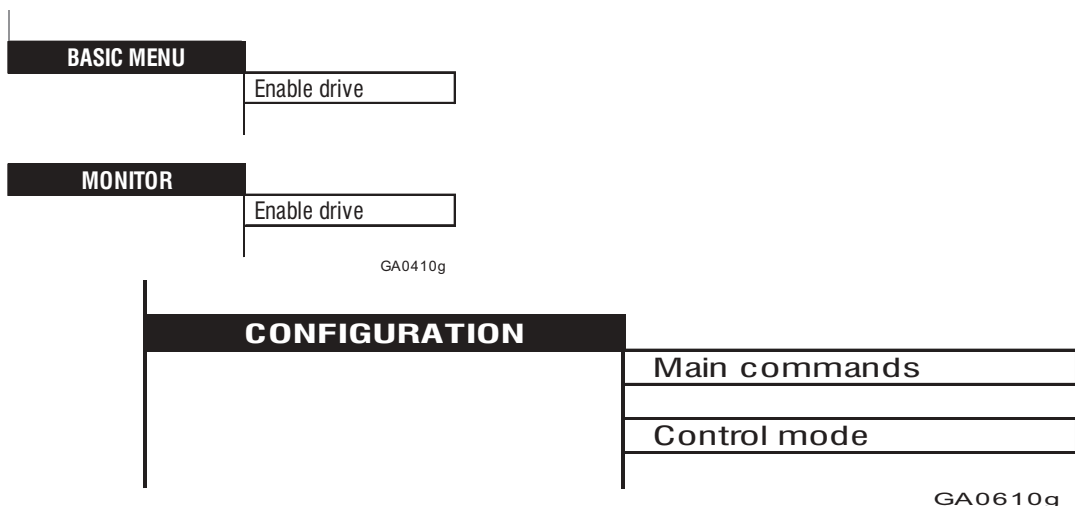 BASIC MENU
Enable drive
MONITOR
Enable drive
GA0410g
CONFIGURATION
Main commands
Control mode
GA0610g